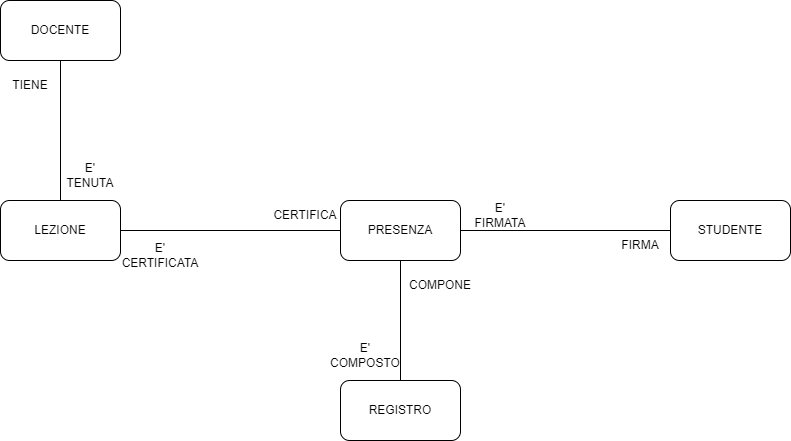 DOCENTE
TIENE
E'
TENUTA
LEZIONE
E'
CERTIFICATA
CERTIFICA
PRESENZA
E'
FIRMATA
FIRMA
STUDENTE
COMPONE
E'
COMPOSTO
REGISTRO